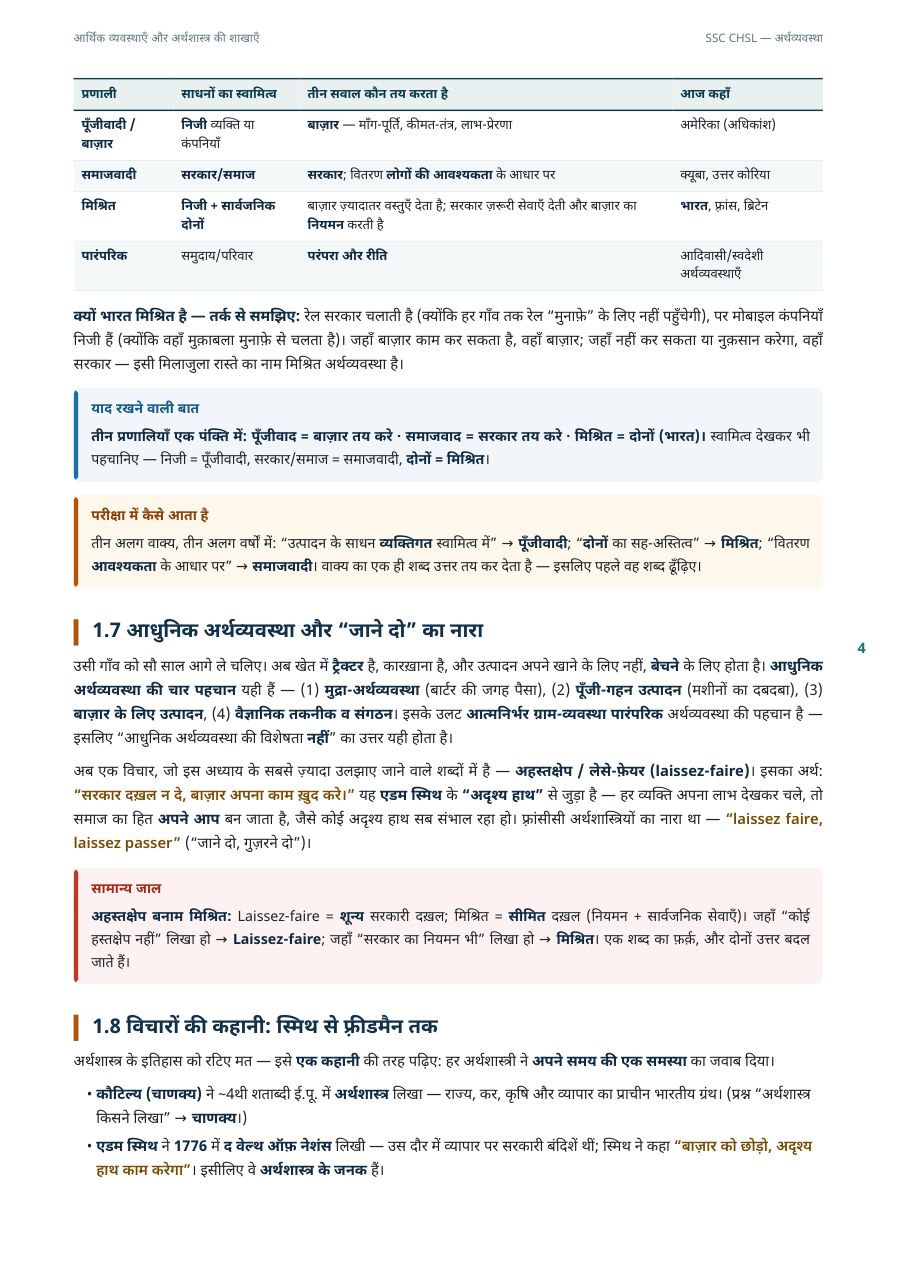 आर्थिक व्यवस्थाएँ और अर्थशास्त्र की शाखाएँ
SSC CHSL — अर्थव्यवस्था
प्रणाली साधनों का स्वामित्व तीन सवाल कौन तय करता है आज कहाँ
पूँजीवादी / बाज़ार निजी व्यक्ति या कंपनियाँ बाज़ार — माँग-पूर्ति, कीमत-तंत्र, लाभ-प्रेरणा अमेरिका (अधिकांश)
समाजवादी सरकार/समाज सरकार; वितरण लोगों की आवश्यकता के आधार पर क्यूबा, उत्तर कोरिया
मिश्रित निजी + सार्वजनिक दोनों बाज़ार ज़्यादातर वस्तुएँ देता है; सरकार ज़रूरी सेवाएँ देती और बाज़ार का नियमन करती है भारत, फ़्रांस, ब्रिटेन
पारंपरिक समुदाय/परिवार परंपरा और रीति आदिवासी/स्वदेशी अर्थव्यवस्थाएँ
क्यों भारत मिश्रित है — तर्क से समझिए: रेल सरकार चलाती है (क्योंकि हर गाँव तक रेल “मुनाफ़े” के लिए नहीं पहुँचेगी), पर मोबाइल कंपनियाँ
निजी हैं (क्योंकि वहाँ मुक़ाबला मुनाफ़े से चलता है)। जहाँ बाज़ार काम कर सकता है, वहाँ बाज़ार; जहाँ नहीं कर सकता या नुक़सान करेगा, वहाँ
सरकार — इसी मिलाजुला रास्ते का नाम मिश्रित अर्थव्यवस्था है।
याद रखने वाली बात
तीन प्रणालियाँ एक पंक्ति में: पूँजीवाद = बाज़ार तय करे · समाजवाद = सरकार तय करे · मिश्रित = दोनों (भारत)। स्वामित्व देखकर भी
पहचानिए — निजी = पूँजीवादी, सरकार/समाज = समाजवादी, दोनों = मिश्रित।
परीक्षा में कैसे आता है
तीन अलग वाक्य, तीन अलग वर्षों में: “उत्पादन के साधन व्यक्तिगत स्वामित्व में” → पूँजीवादी; “दोनों का सह-अस्तित्व” → मिश्रित; “वितरण
आवश्यकता के आधार पर” → समाजवादी। वाक्य का एक ही शब्द उत्तर तय कर देता है — इसलिए पहले वह शब्द ढूँढ़िए।
1.7 आधुनिक अर्थव्यवस्था और “जाने दो” का नारा
उसी गाँव को सौ साल आगे ले चलिए। अब खेत में ट्रैक्टर है, कारख़ाना है, और उत्पादन अपने खाने के लिए नहीं, बेचने के लिए होता है। आधुनिक
अर्थव्यवस्था की चार पहचान यही हैं — (1) मुद्रा-अर्थव्यवस्था (बार्टर की जगह पैसा), (2) पूँजी-गहन उत्पादन (मशीनों का दबदबा), (3)
बाज़ार के लिए उत्पादन, (4) वैज्ञानिक तकनीक व संगठन। इसके उलट आत्मनिर्भर ग्राम-व्यवस्था पारंपरिक अर्थव्यवस्था की पहचान है —
इसलिए “आधुनिक अर्थव्यवस्था की विशेषता नहीं” का उत्तर यही होता है।
4
अब एक विचार, जो इस अध्याय के सबसे ज़्यादा उलझाए जाने वाले शब्दों में है — अहस्तक्षेप / लेसे-फ़ेयर (laissez-faire)। इसका अर्थ:
“सरकार दख़ल न दे, बाज़ार अपना काम ख़ुद करे।” यह एडम स्मिथ के “अदृश्य हाथ” से जुड़ा है — हर व्यक्ति अपना लाभ देखकर चले, तो
समाज का हित अपने आप बन जाता है, जैसे कोई अदृश्य हाथ सब संभाल रहा हो। फ़्रांसीसी अर्थशास्त्रियों का नारा था — “laissez faire,
laissez passer” (“जाने दो, गुज़रने दो”)।
सामान्य जाल
अहस्तक्षेप बनाम मिश्रित: Laissez-faire = शून्य सरकारी दख़ल; मिश्रित = सीमित दख़ल (नियमन + सार्वजनिक सेवाएँ)। जहाँ “कोई
हस्तक्षेप नहीं” लिखा हो → Laissez-faire; जहाँ “सरकार का नियमन भी” लिखा हो → मिश्रित। एक शब्द का फ़र्क़, और दोनों उत्तर बदल
जाते हैं।
1.8 विचारों की कहानी: स्मिथ से फ़्रीडमैन तक
अर्थशास्त्र के इतिहास को रटिए मत — इसे एक कहानी की तरह पढ़िए: हर अर्थशास्त्री ने अपने समय की एक समस्या का जवाब दिया।
• कौटिल्य (चाणक्य) ने ~4थी शताब्दी ई.पू. में अर्थशास्त्र लिखा — राज्य, कर, कृषि और व्यापार का प्राचीन भारतीय ग्रंथ। (प्रश्न “अर्थशास्त्र
किसने लिखा” → चाणक्य।)
• एडम स्मिथ ने 1776 में द वेल्थ ऑफ़ नेशंस लिखी — उस दौर में व्यापार पर सरकारी बंदिशें थीं; स्मिथ ने कहा “बाज़ार को छोड़ो, अदृश्य
हाथ काम करेगा”। इसीलिए वे अर्थशास्त्र के जनक हैं।